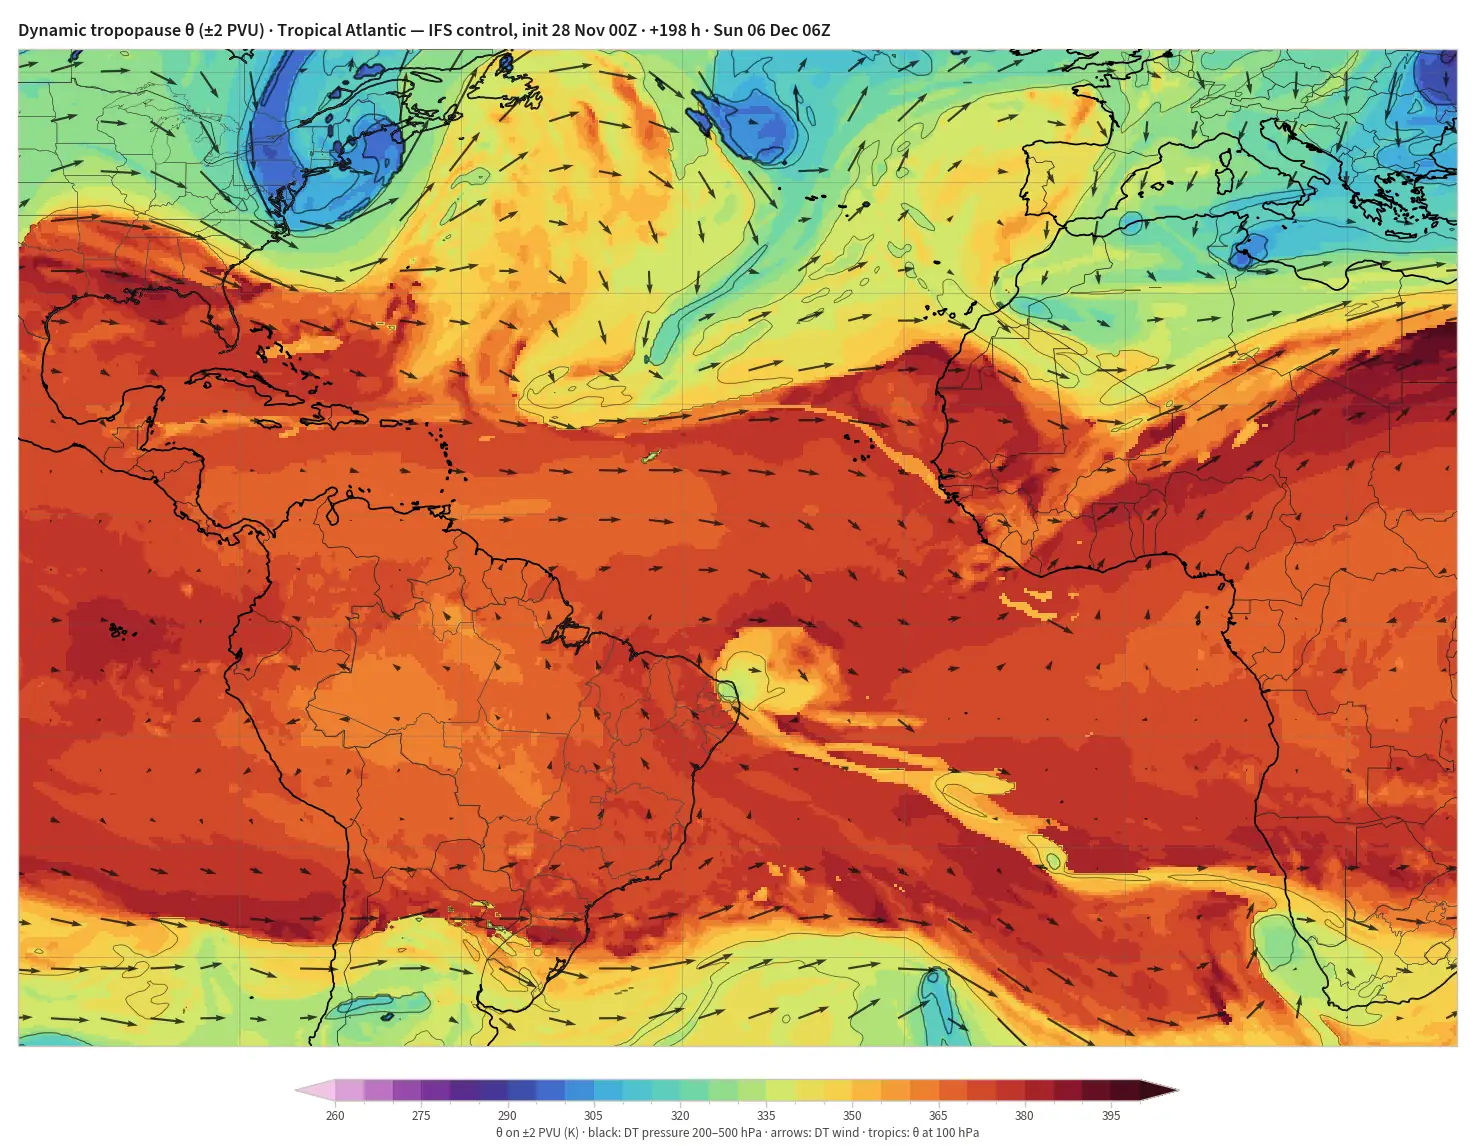 Dynamic tropopause θ (±2 PVU) · Tropical Atlantic — IFS control, init 28 Nov 00Z · +198 h · Sun 06 Dec 06Z
260 275 290 305 320 335 350 365 380 395
θ on ±2 PVU (K) · black: DT pressure 200–500 hPa · arrows: DT wind · tropics: θ at 100 hPa